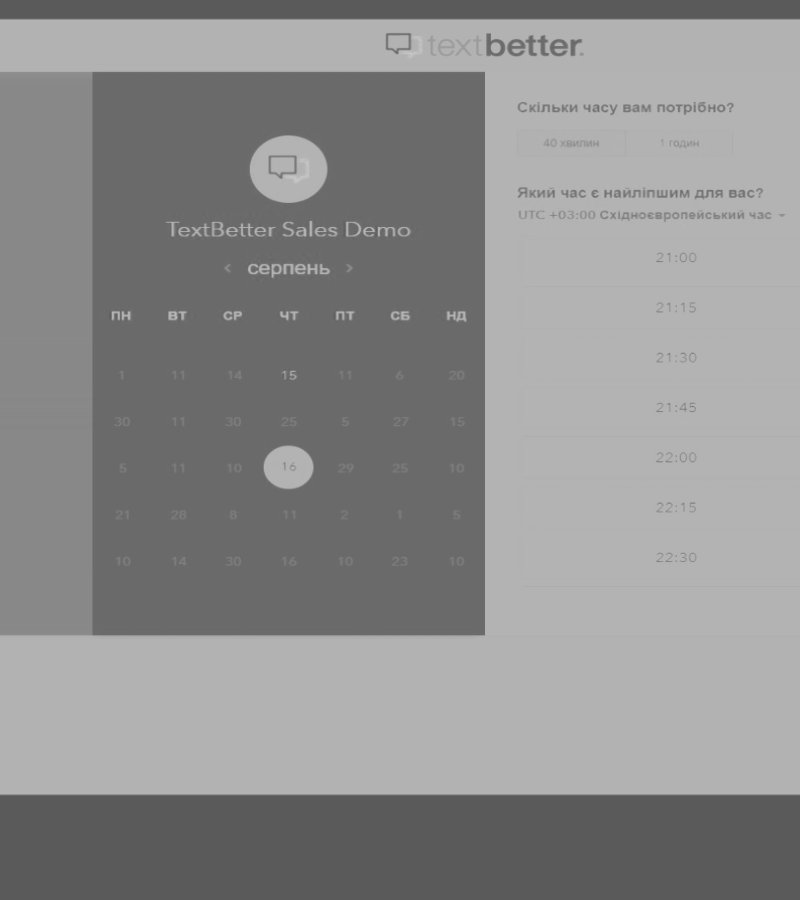 textbetter.
TextBetter Sales Demo
‹ серпень ›
ПН ВТ СР ЧТ ПТ СБ НД
1 11 14 15 11 6 20
30 11 30 25 5 27 15
5 11 10 16 29 25 10
21 28 8 11 2 1 5
10 14 30 16 10 23 10
Скільки часу вам потрібно?
40 хвилин 1 годин
Який час є найліпшим для вас?
UTC +03:00 Східноєвропейський час
21:00
21:15
21:30
21:45
22:00
22:15
22:30